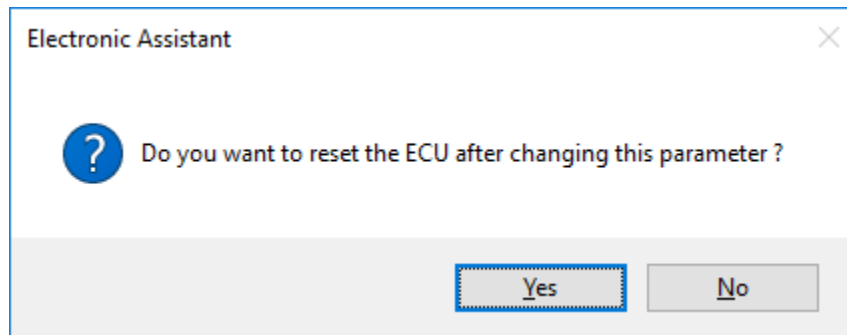 Electronic Assistant
?
Do you want to reset the ECU after changing this parameter ?
Yes
No